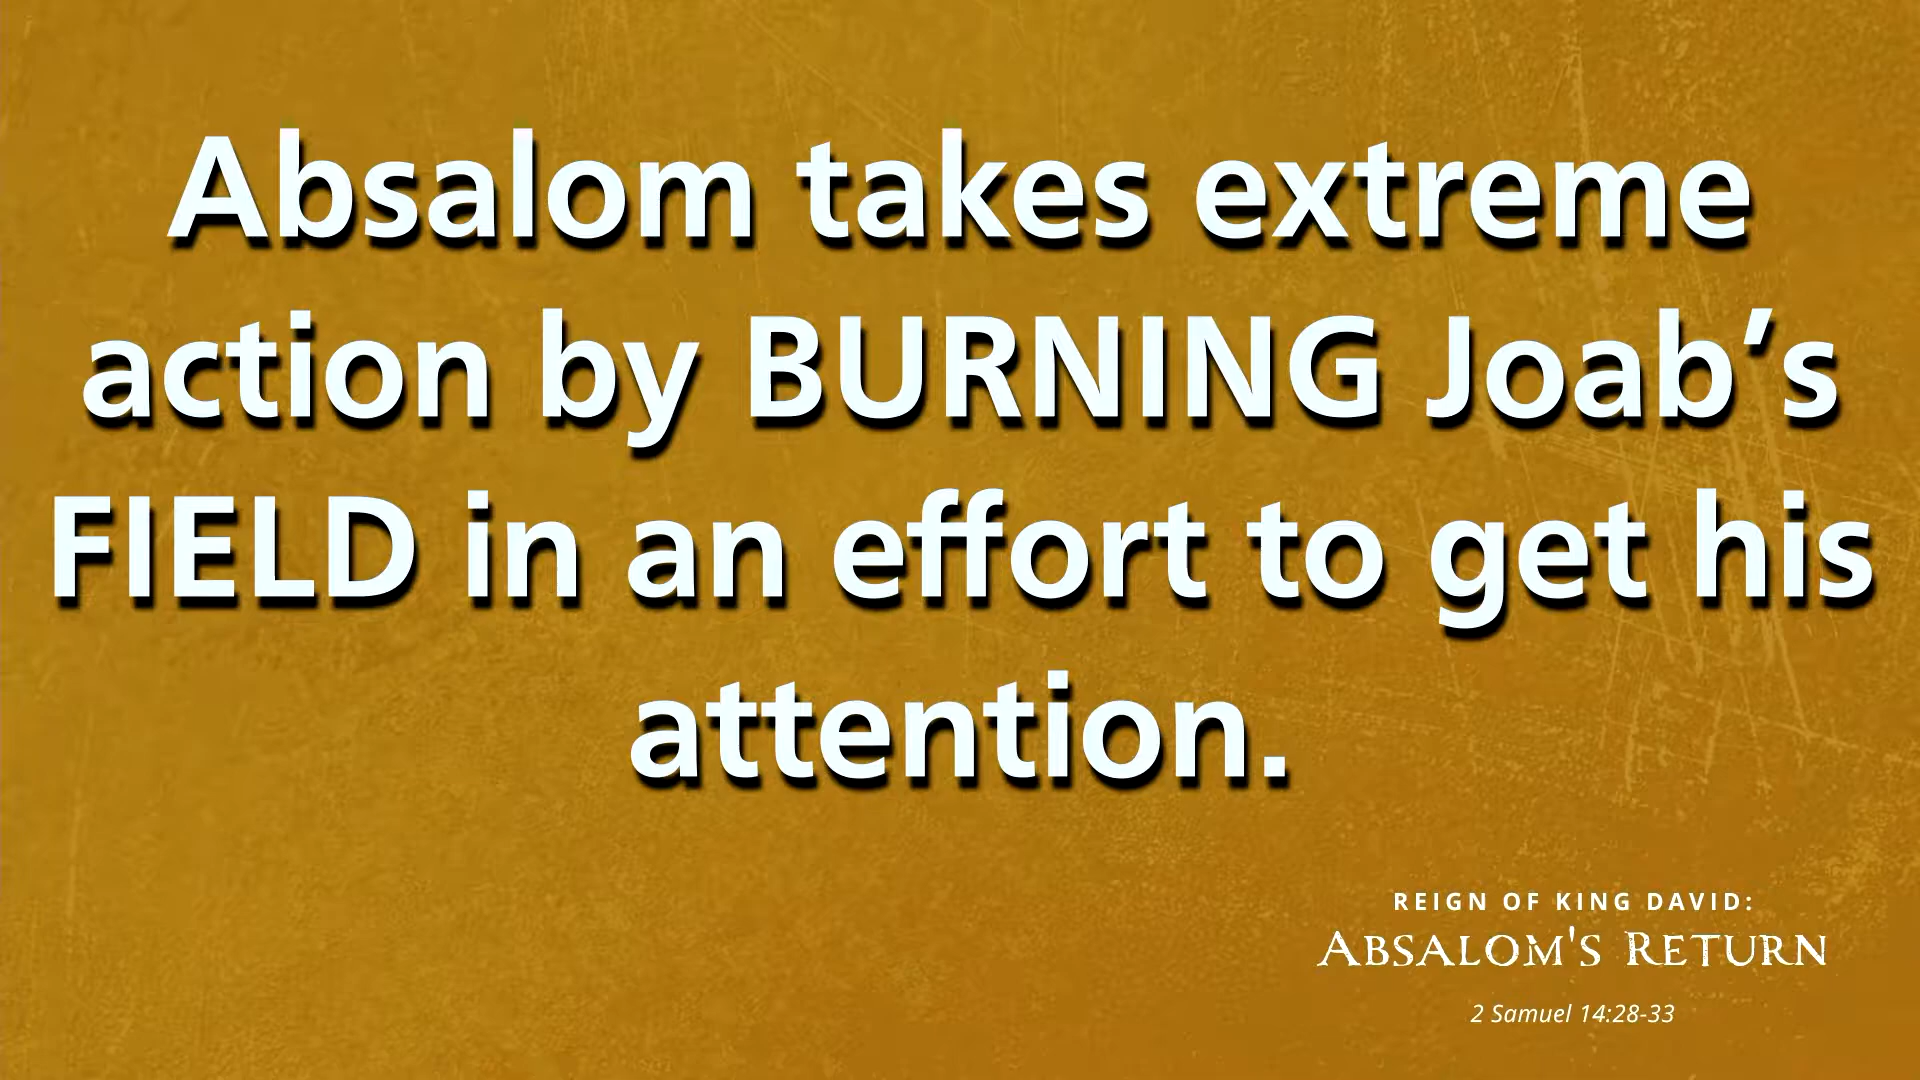 Absalom takes extreme
action by BURNING Joab’s
FIELD in an effort to get his
attention.
REIGN OF KING DAVID:
ABSALOM'S RETURN
2 Samuel 14:28-33